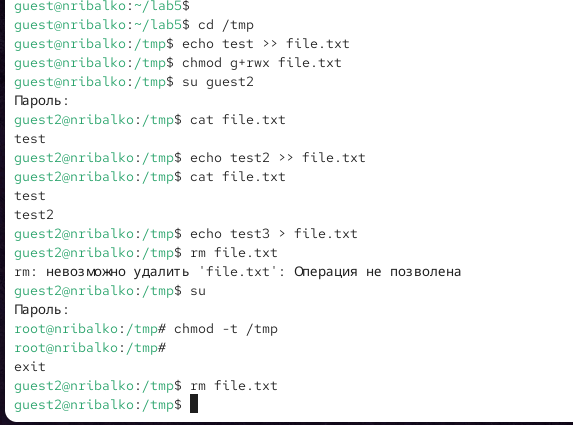 guest@nribalko:~/lab5$
guest@nribalko:~/lab5$ cd /tmp
guest@nribalko:/tmp$ echo test >> file.txt
guest@nribalko:/tmp$ chmod g+rwx file.txt
guest@nribalko:/tmp$ su guest2
Пароль:
guest2@nribalko:/tmp$ cat file.txt
test
guest2@nribalko:/tmp$ echo test2 >> file.txt
guest2@nribalko:/tmp$ cat file.txt
test
test2
guest2@nribalko:/tmp$ echo test3 > file.txt
guest2@nribalko:/tmp$ rm file.txt
rm: невозможно удалить 'file.txt': Операция не позволена
guest2@nribalko:/tmp$ su
Пароль:
root@nribalko:/tmp# chmod -t /tmp
root@nribalko:/tmp#
exit
guest2@nribalko:/tmp$ rm file.txt
guest2@nribalko:/tmp$